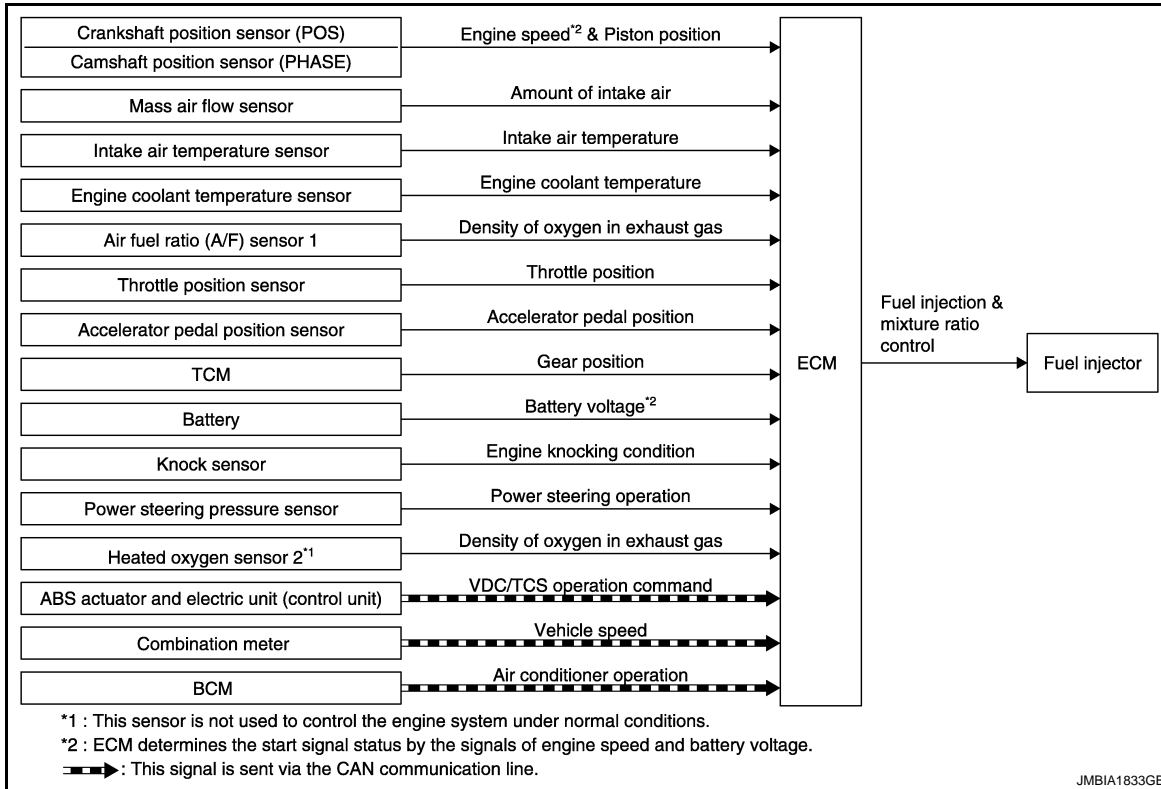 Crankshaft position sensor (POS)
Engine speed*2 & Piston position
Camshaft position sensor (PHASE)
Mass air flow sensor
Amount of intake air
Intake air temperature sensor
Intake air temperature
Engine coolant temperature sensor
Engine coolant temperature
Air fuel ratio (A/F) sensor 1
Density of oxygen in exhaust gas
Throttle position sensor
Throttle position
Accelerator pedal position sensor
Accelerator pedal position
TCM
Gear position
Battery
Battery voltage*2
Knock sensor
Engine knocking condition
Power steering pressure sensor
Power steering operation
Heated oxygen sensor 2*1
Density of oxygen in exhaust gas
ABS actuator and electric unit (control unit)
VDC/TCS operation command
Combination meter
Vehicle speed
BCM
Air conditioner operation
ECM
Fuel injection &
mixture ratio
control
Fuel injector
*1 : This sensor is not used to control the engine system under normal conditions.
*2 : ECM determines the start signal status by the signals of engine speed and battery voltage.
: This signal is sent via the CAN communication line.
JMBIA1833GB